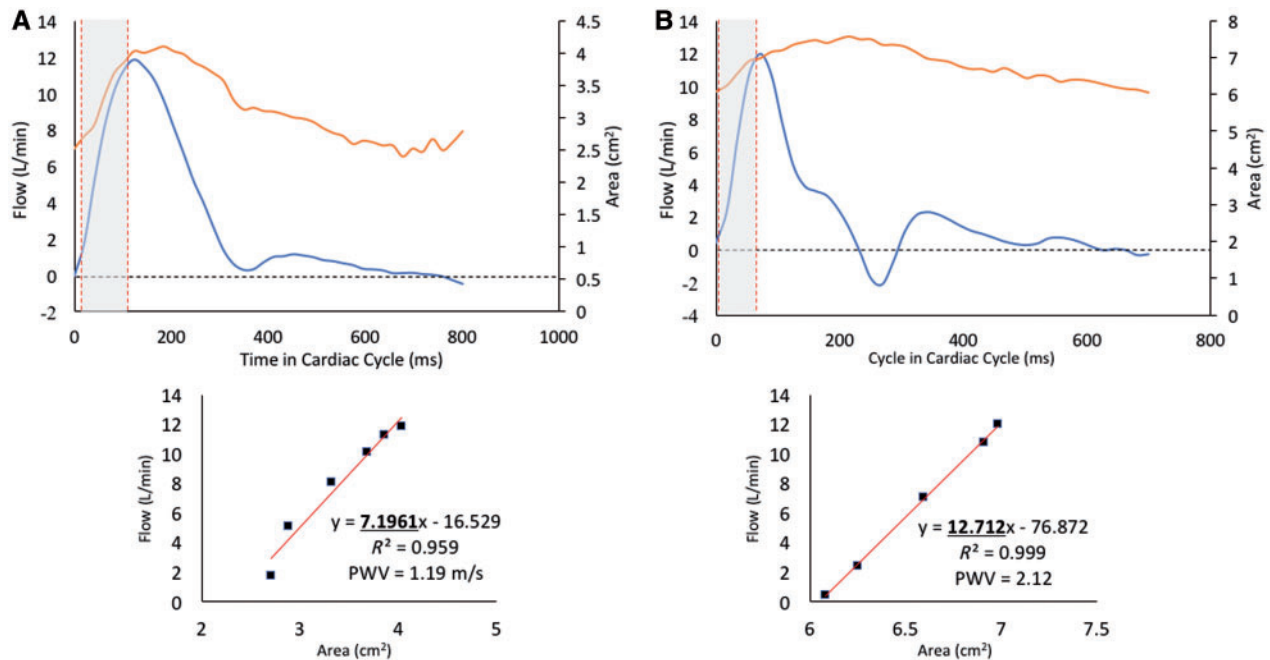 A
14
12
10
8
6
4
2
0
-2
Flow (L/min)
4.5
4
3.5
3
2.5
2
1.5
1
0.5
0
Area (cm²)
0 200 400 600 800 1000
Time in Cardiac Cycle (ms)
B
14
12
10
8
6
4
2
0
-2
-4
Flow (L/min)
8
7
6
5
4
3
2
1
0
Area (cm²)
0 200 400 600 800
Cycle in Cardiac Cycle (ms)
14
12
10
8
6
4
2
0
Flow (L/min)
y = 7.1961x - 16.529
R² = 0.959
PWV = 1.19 m/s
2 3 4 5
Area (cm²)
14
12
10
8
6
4
2
0
Flow (L/min)
y = 12.712x - 76.872
R² = 0.999
PWV = 2.12
6 6.5 7 7.5
Area (cm²)